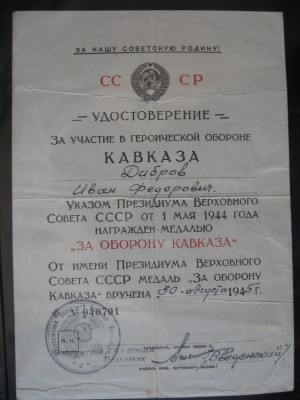 ЗА НАШУ СОВЕТСКУЮ РОДИНУ!
СС СР
УДОСТОВЕРЕНИЕ
ЗА УЧАСТИЕ В ГЕРОИЧЕСКОЙ ОБОРОНЕ
КАВКАЗА
Дибров
Иван Федорович.
УКАЗОМ ПРЕЗИДИУМА ВЕРХОВНОГО
СОВЕТА СССР ОТ 1 МАЯ 1944 ГОДА
НАГРАЖДЕН МЕДАЛЬЮ
„ЗА ОБОРОНУ КАВКАЗА“
ОТ ИМЕНИ ПРЕЗИДИУМА ВЕРХОВНОГО
СОВЕТА СССР МЕДАЛЬ „ЗА ОБОРОНУ
КАВКАЗА“ ВРУЧЕНА „30“ августа 1945 г.
№ 040701
М. П.
Введенский